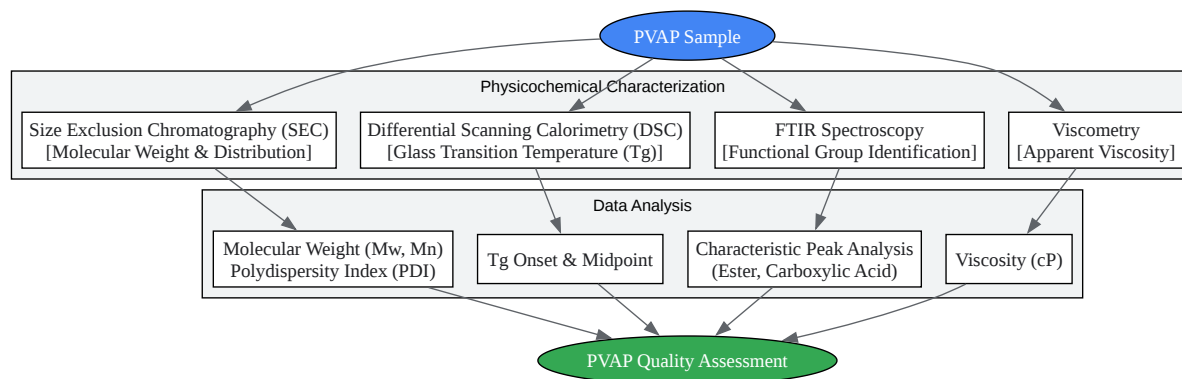 PVAP Sample
Physicochemical Characterization
Size Exclusion Chromatography (SEC)
[Molecular Weight & Distribution]
Differential Scanning Calorimetry (DSC)
[Glass Transition Temperature (Tg)]
FTIR Spectroscopy
[Functional Group Identification]
Viscometry
[Apparent Viscosity]
Data Analysis
Molecular Weight (Mw, Mn)
Polydispersity Index (PDI)
Tg Onset & Midpoint
Characteristic Peak Analysis
(Ester, Carboxylic Acid)
Viscosity (cP)
PVAP Quality Assessment